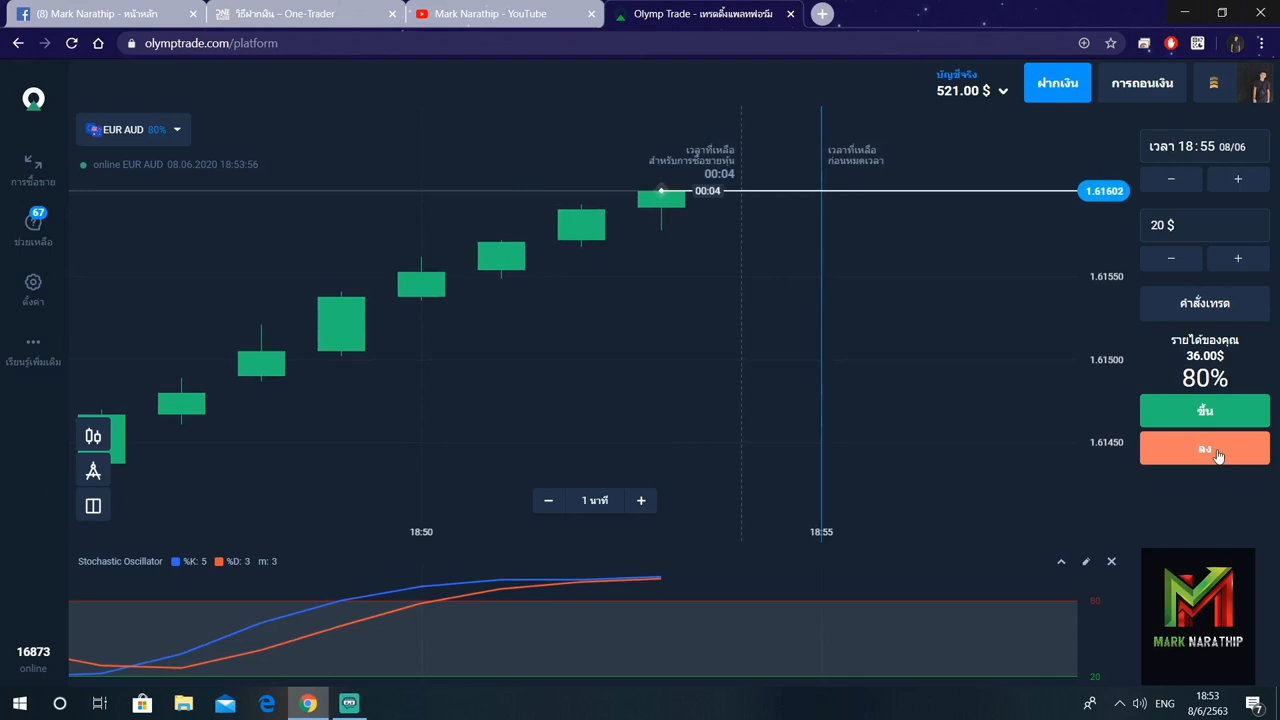 (8) Mark Narathip - หน้าหลัก
วิธีฝากเงิน – One-Trader
Mark Narathip - YouTube
Olymp Trade - เทรดดิ้งแพลทฟอร์ม
olymptrade.com/platform
บัญชีจริง
521.00 $
ฝากเงิน
การถอนเงิน
EUR AUD 80%
online EUR AUD 08.06.2020 18:53:56
การซื้อขาย
67
ช่วยเหลือ
ตั้งค่า
เรียนรู้เพิ่มเติม
เวลาที่เหลือ
สำหรับการซื้อขายหุ้น
00:04
เวลาที่เหลือ
ก่อนหมดเวลา
00:04
1.61602
1.61550
1.61500
1.61450
เวลา 18:55 08/06
− +
20 $
− +
คำสั่งเทรด
รายได้ของคุณ
36.00$
80%
ขึ้น
ลง
− 1 นาที +
18:50
18:55
Stochastic Oscillator %K: 5 %D: 3 m: 3
80
20
MARK NARATHIP
16873
online
ENG
18:53
8/6/2563
7